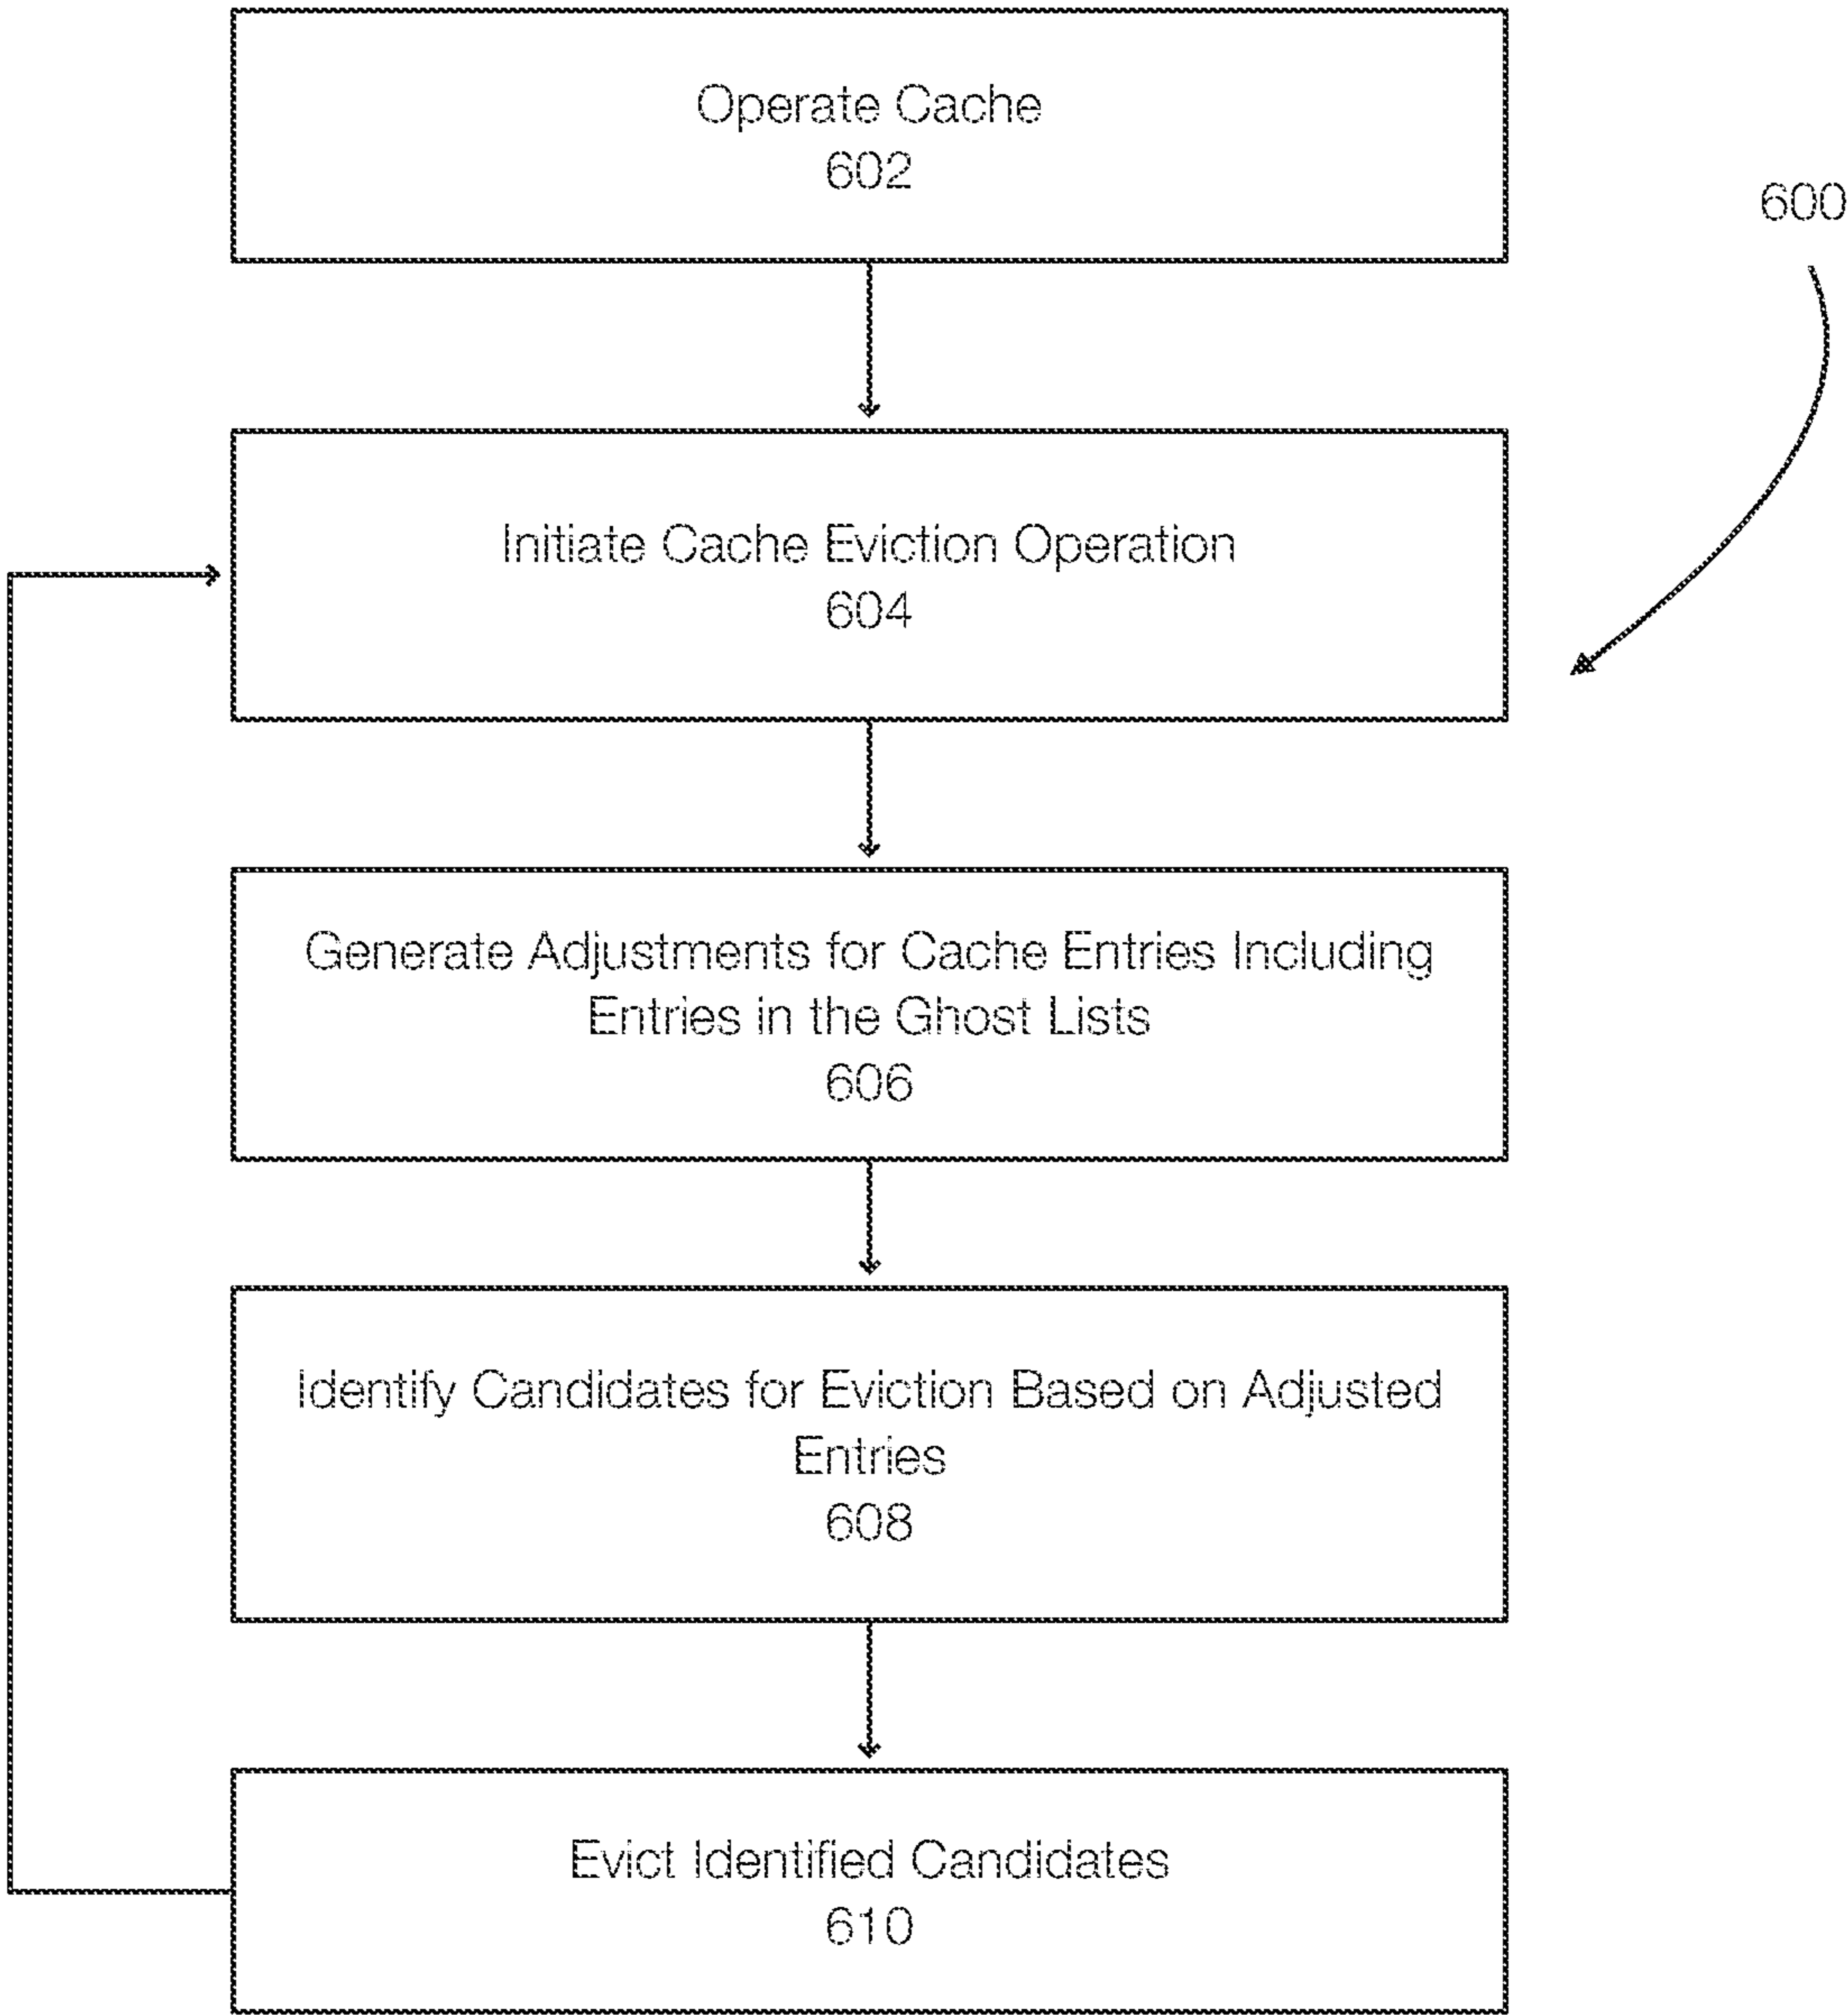 Operate Cache
602
600
Initiate Cache Eviction Operation
604
Generate Adjustments for Cache Entries Including
Entries in the Ghost Lists
606
Identify Candidates for Eviction Based on Adjusted
Entries
608
Evict Identified Candidates
610